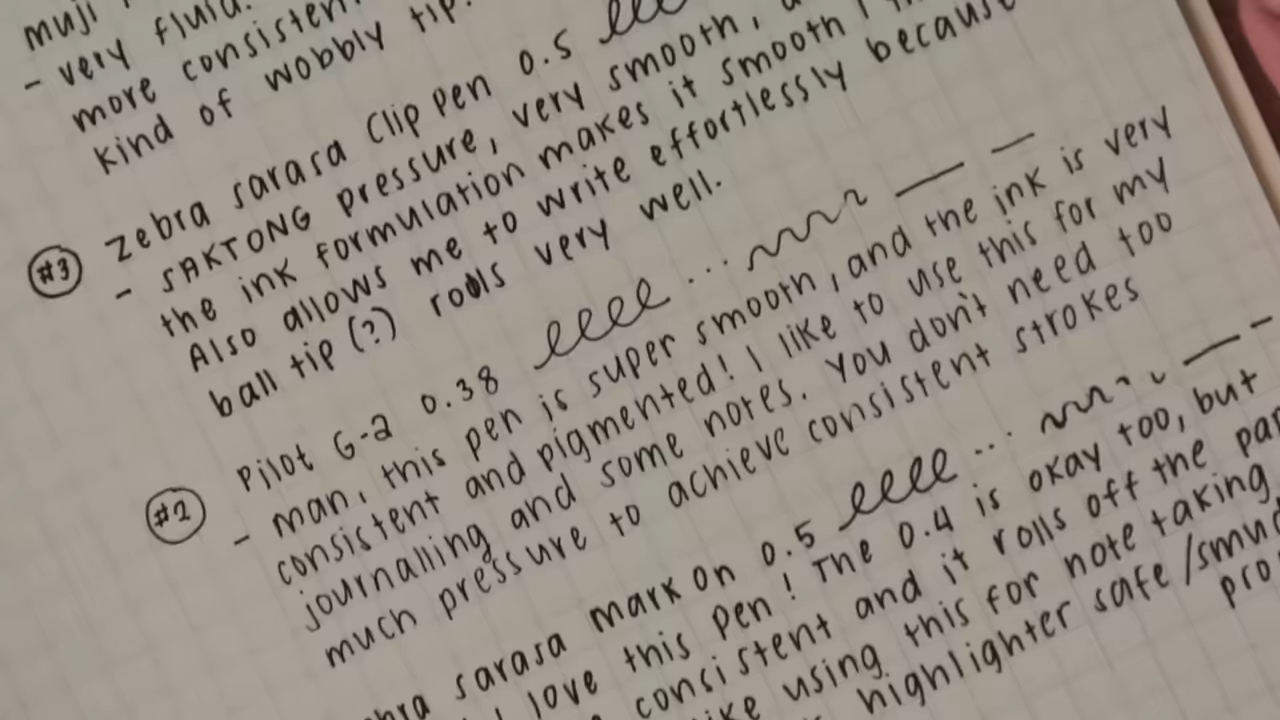 muji
- very fluid.
more consisten
kind of wobbly tip.
#3 Zebra sarasa Clip pen 0.5
- SAKTONG pressure, very smooth,
the ink formulation makes it smooth!
Also allows me to write effortlessly because
ball tip (?) rolls very well.
#2 Pilot G-2 0.38
- man, this pen is super smooth, and the ink is very
consistent and pigmented! I like to use this for my
journalling and some notes. You don't need too
much pressure to achieve consistent strokes
sarasa mark on 0.5
I love this pen! The 0.4 is okay too, but
consistent and it rolls off the pap
using this for note taking
highlighter safe/smud
pro